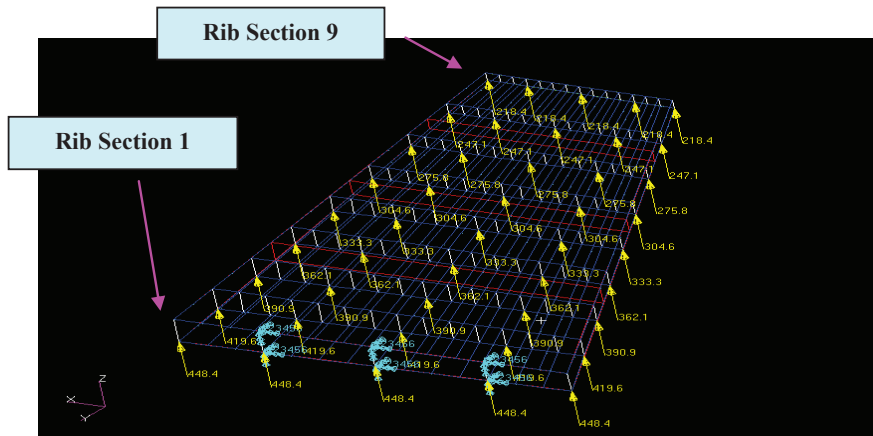 Rib Section 9
Rib Section 1
218.4 218.4 218.4 218.4 218.4
247.1 247.1 247.1 247.1 247.1
275.8 275.8 275.8 275.8 275.8
304.6 304.6 304.6 304.6 304.6
333.3 333.3 333.3 333.3 333.3
362.1 362.1 362.1 362.1 362.1
390.9 390.9 390.9 390.9 390.9
419.6 419.6 419.6 419.6 419.6
448.4 448.4 448.4 448.4 448.4
Z
X
Y